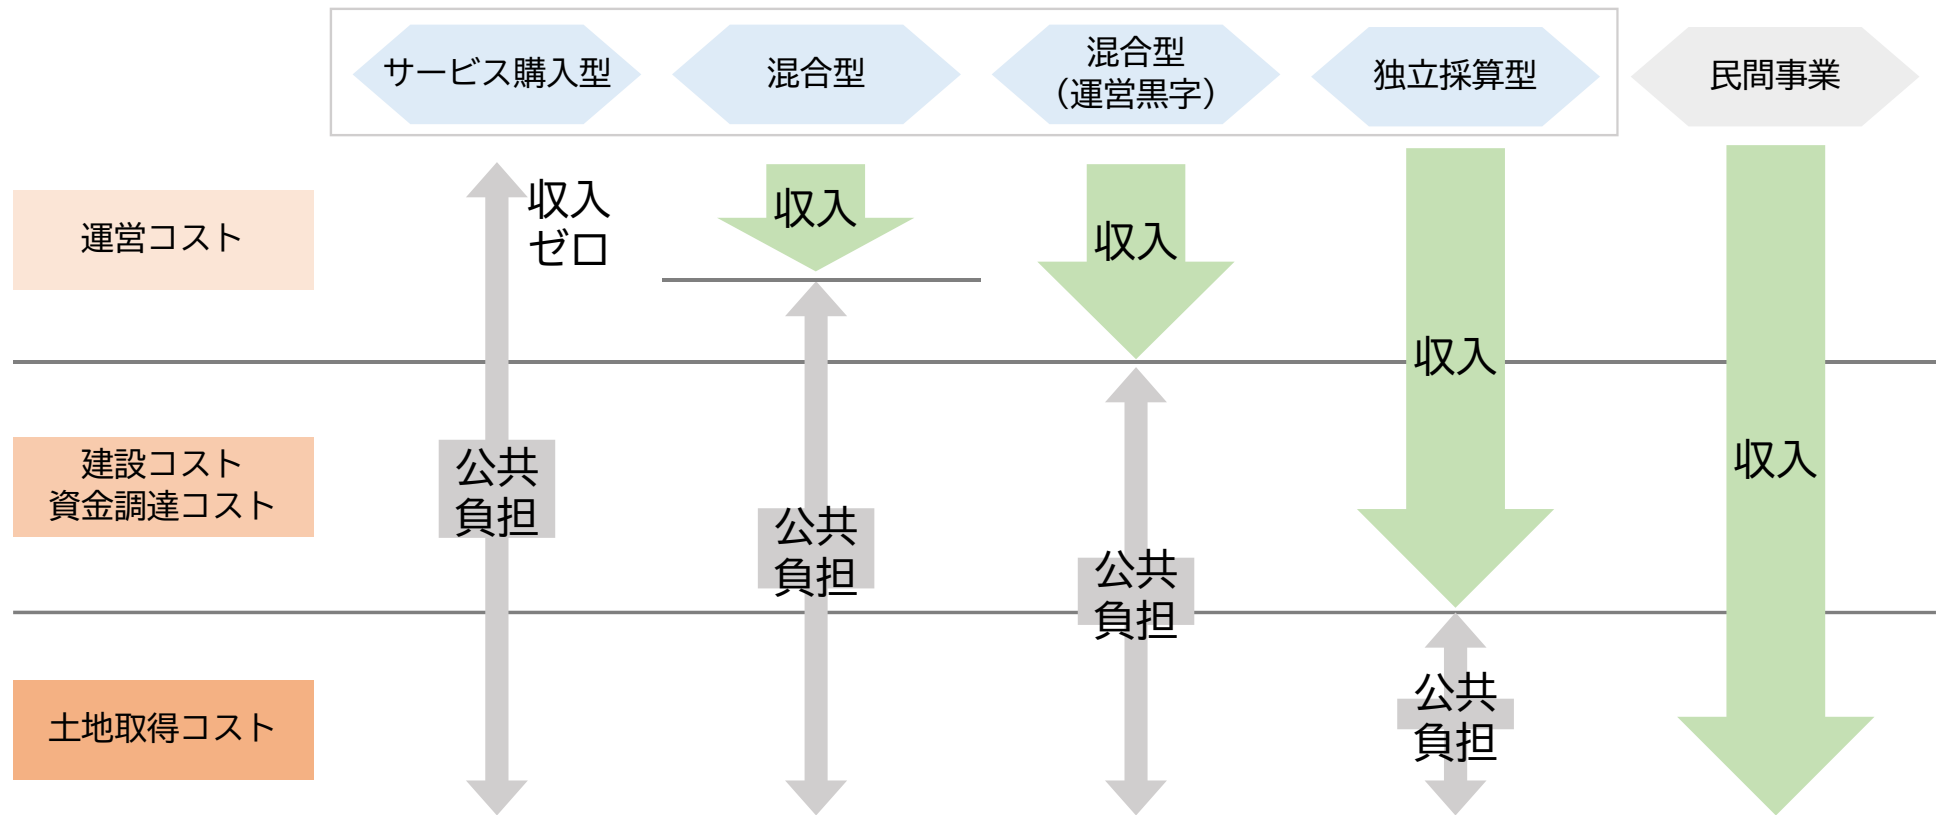 サービス購入型
混合型
混合型
（運営黒字）
独立採算型
民間事業
運営コスト
収入
ゼロ
収入
収入
収入
収入
建設コスト
資金調達コスト
公共
負担
公共
負担
公共
負担
土地取得コスト
公共
負担